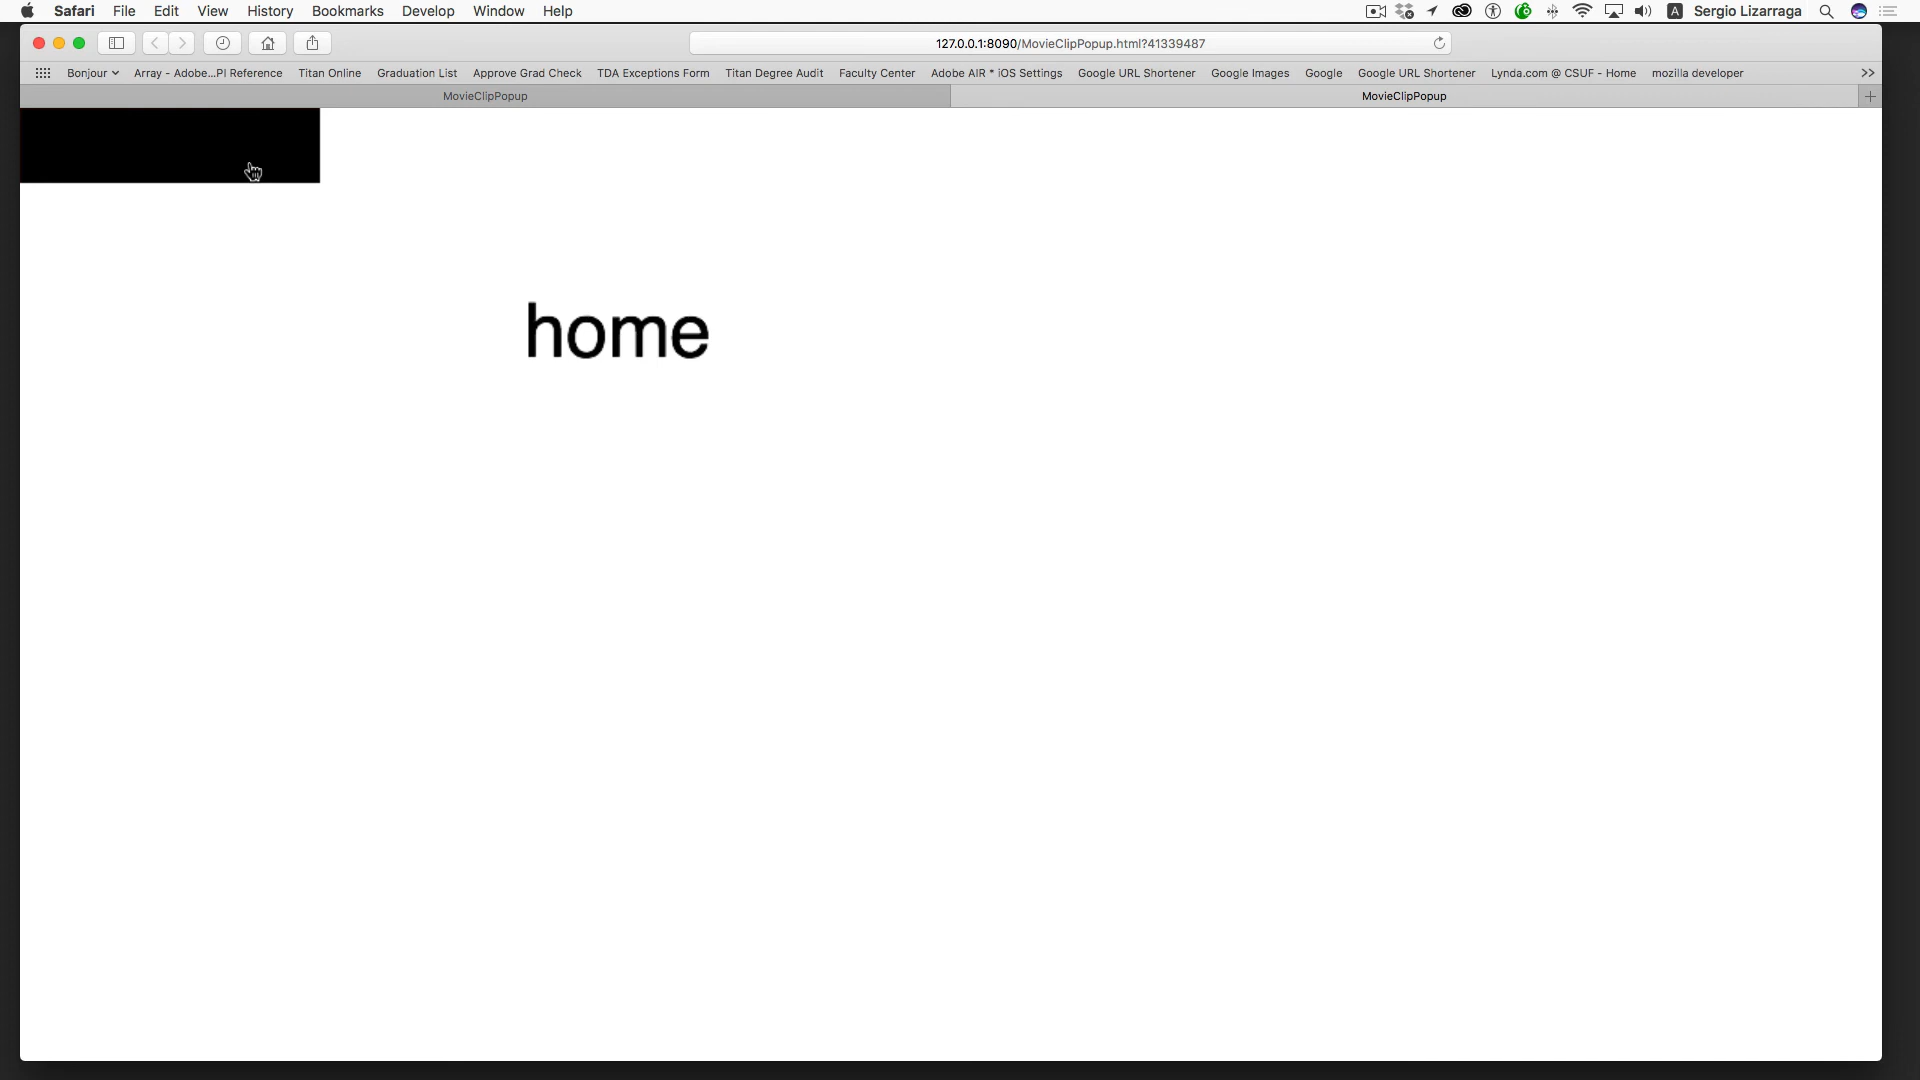 Safari File Edit View History Bookmarks Develop Window Help A Sergio Lizarraga
127.0.0.1:8090/MovieClipPopup.html?41339487
Bonjour Array - Adobe...PI Reference Titan Online Graduation List Approve Grad Check TDA Exceptions Form Titan Degree Audit Faculty Center Adobe AIR * iOS Settings Google URL Shortener Google Images Google Google URL Shortener Lynda.com @ CSUF - Home mozilla developer
MovieClipPopup MovieClipPopup
home